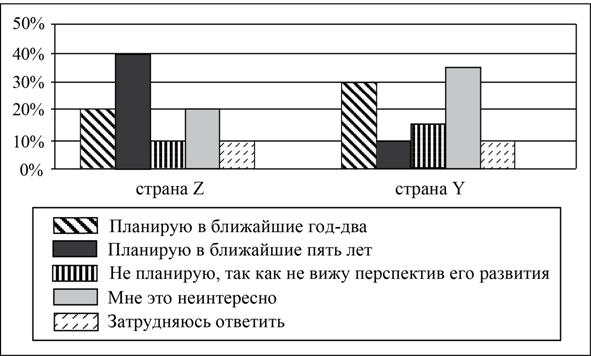 50%
40%
30%
20%
10%
0%
страна Z
страна Y
Планирую в ближайшие год-два
Планирую в ближайшие пять лет
Не планирую, так как не вижу перспектив его развития
Мне это неинтересно
Затрудняюсь ответить